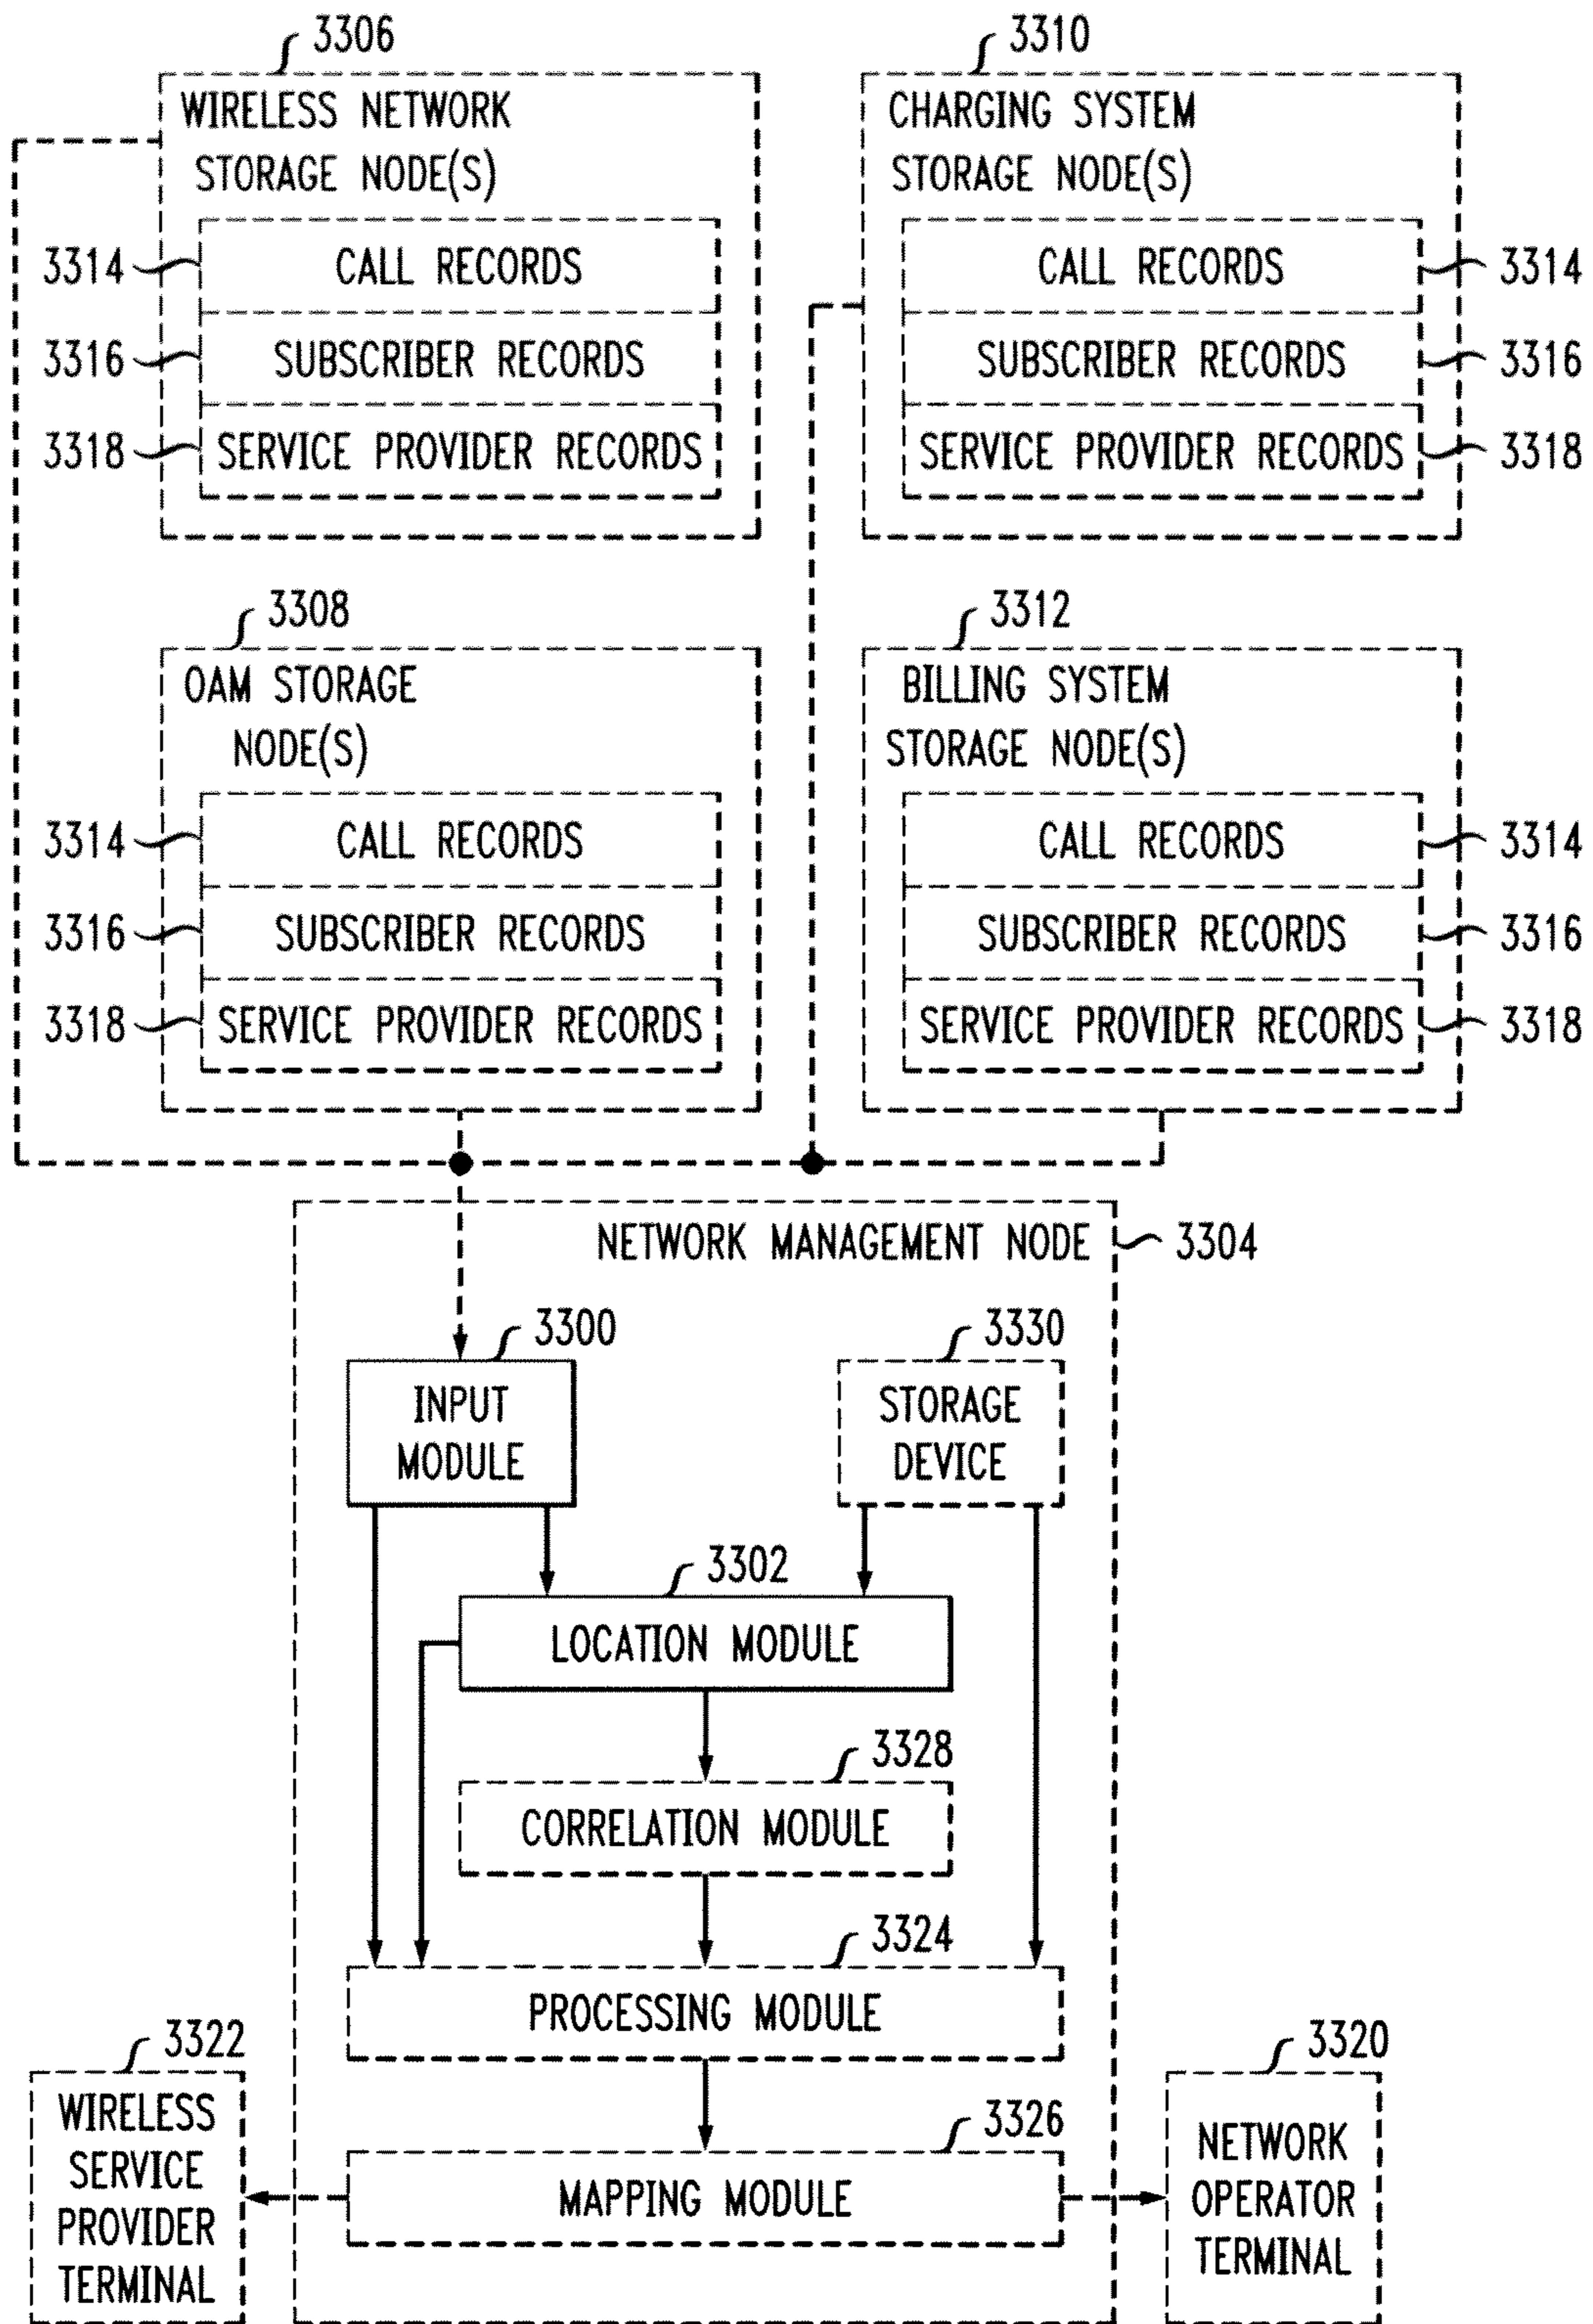 3306
WIRELESS NETWORK
STORAGE NODE(S)
3314
CALL RECORDS
3316
SUBSCRIBER RECORDS
3318
SERVICE PROVIDER RECORDS
3310
CHARGING SYSTEM
STORAGE NODE(S)
CALL RECORDS
3314
SUBSCRIBER RECORDS
3316
SERVICE PROVIDER RECORDS
3318
3308
OAM STORAGE
NODE(S)
3314
CALL RECORDS
3316
SUBSCRIBER RECORDS
3318
SERVICE PROVIDER RECORDS
3312
BILLING SYSTEM
STORAGE NODE(S)
CALL RECORDS
3314
SUBSCRIBER RECORDS
3316
SERVICE PROVIDER RECORDS
3318
NETWORK MANAGEMENT NODE
3304
3300
INPUT
MODULE
3330
STORAGE
DEVICE
3302
LOCATION MODULE
3328
CORRELATION MODULE
3324
PROCESSING MODULE
3322
WIRELESS
SERVICE
PROVIDER
TERMINAL
3326
MAPPING MODULE
3320
NETWORK
OPERATOR
TERMINAL